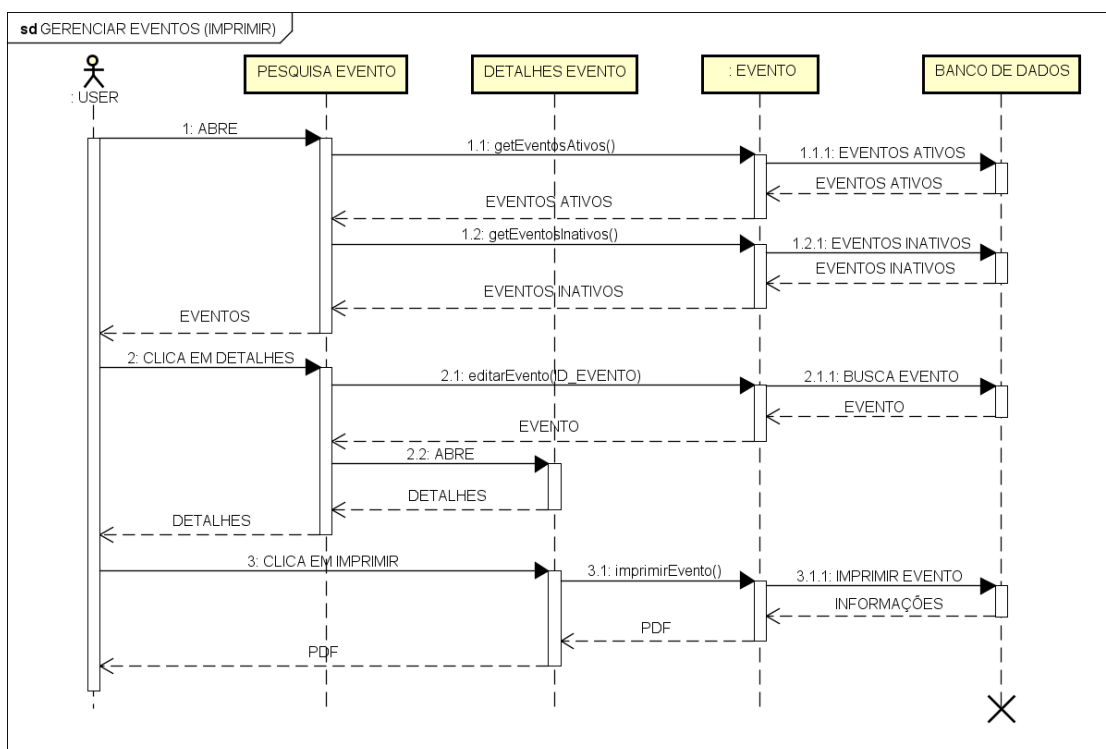 sd GERENCIAR EVENTOS (IMPRIMIR)
: USER
PESQUISA EVENTO
DETALHES EVENTO
: EVENTO
BANCO DE DADOS
1: ABRE
1.1: getEventosAtivos()
1.1.1: EVENTOS ATIVOS
EVENTOS ATIVOS
EVENTOS ATIVOS
1.2: getEventosInativos()
1.2.1: EVENTOS INATIVOS
EVENTOS INATIVOS
EVENTOS INATIVOS
EVENTOS
2: CLICA EM DETALHES
2.1: editarEvento(ID_EVENTO)
2.1.1: BUSCA EVENTO
EVENTO
EVENTO
2.2: ABRE
DETALHES
DETALHES
3: CLICA EM IMPRIMIR
3.1: imprimirEvento()
3.1.1: IMPRIMIR EVENTO
INFORMAÇÕES
PDF
PDF